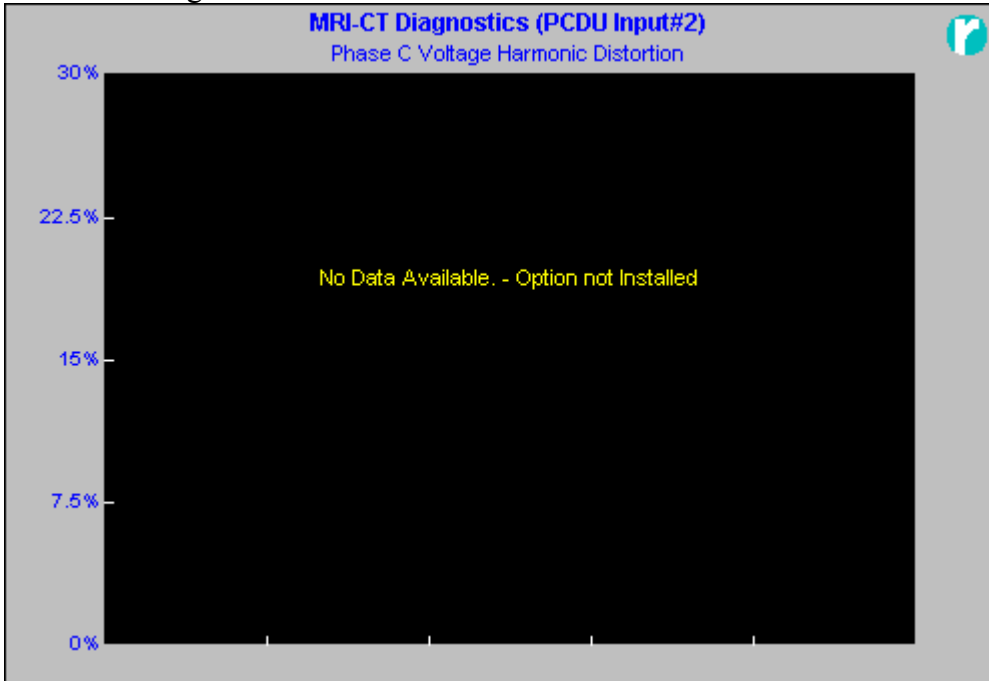 MRI-CT Diagnostics (PCDU Input#2)
Phase C Voltage Harmonic Distortion
30%
22.5%
No Data Available. - Option not Installed
15%
7.5%
0%